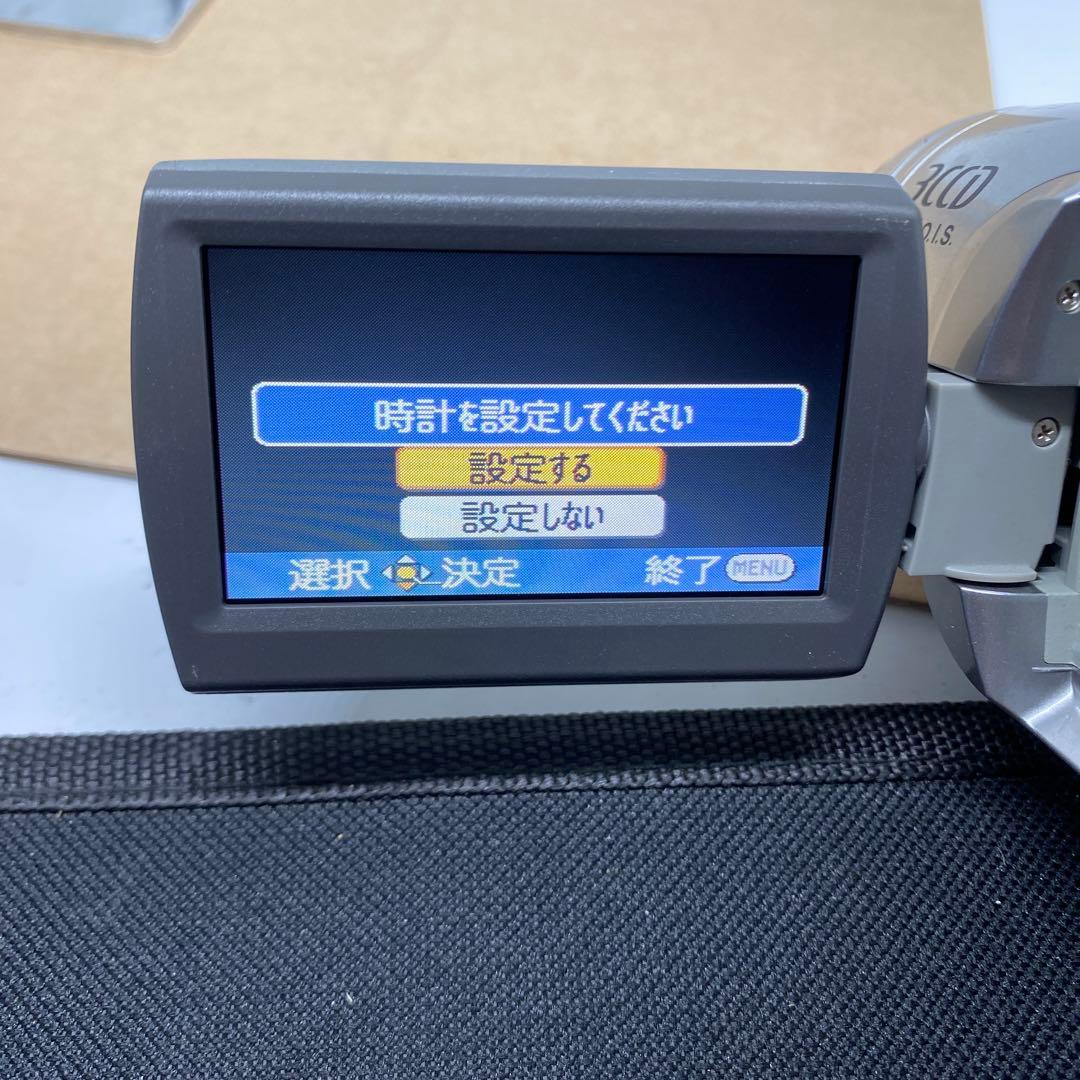 3CCD
O.I.S.
時計を設定してください
設定する
設定しない
選択 決定 終了 MENU